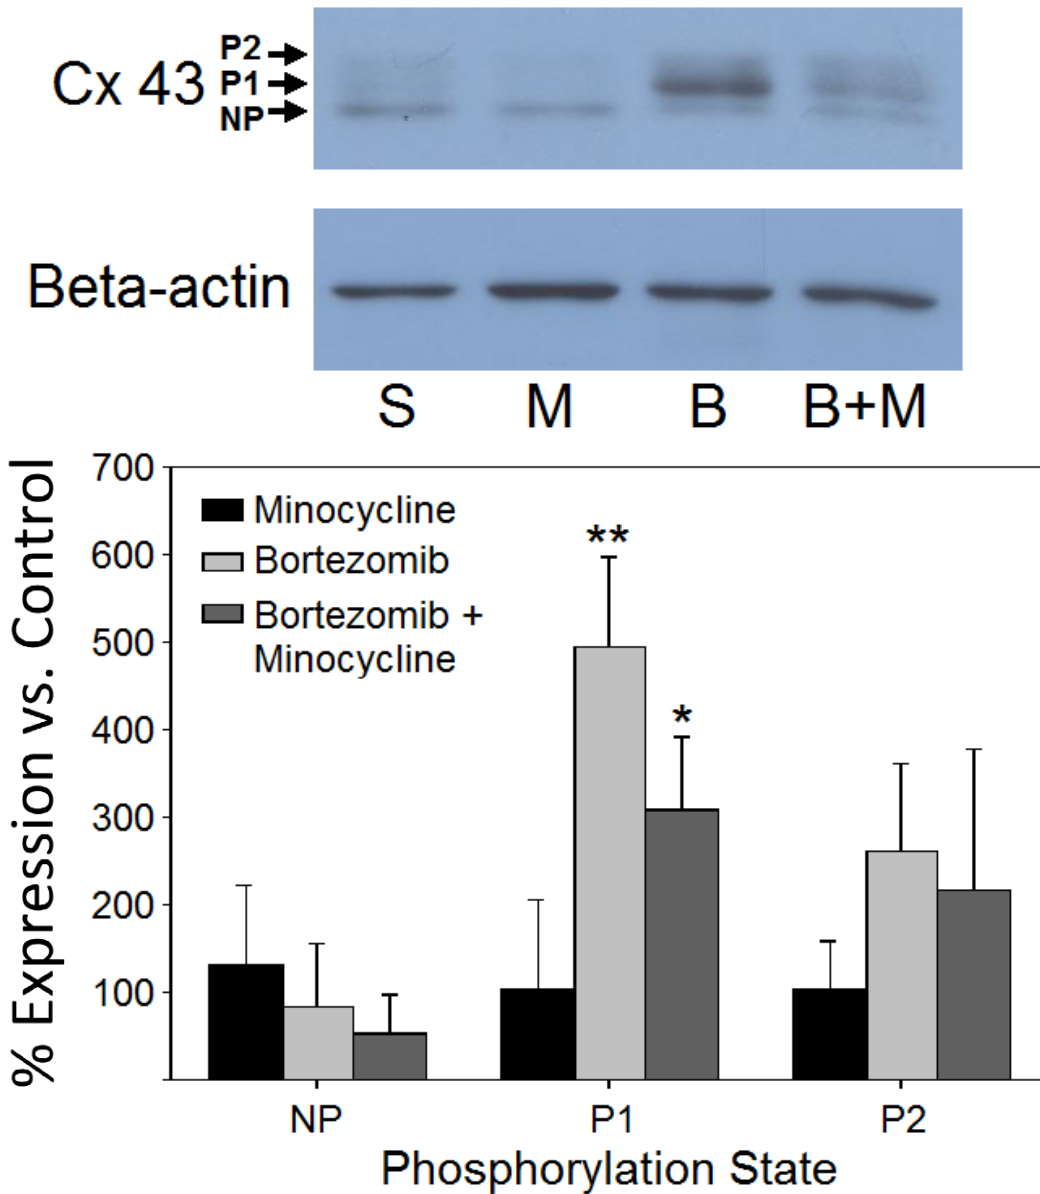 P2
Cx 43
P1
NP
Beta-actin
S M B B+M
% Expression vs. Control
700
600
500
400
300
200
100
Minocycline
Bortezomib
Bortezomib +
Minocycline
**
*
NP P1 P2
Phosphorylation State